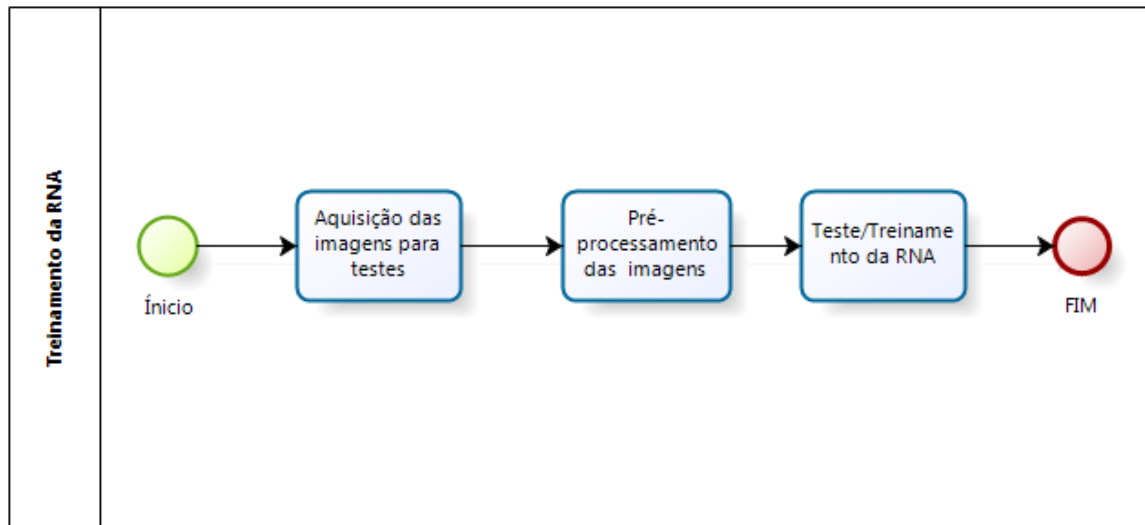 Treinamento da RNA
Ínicio
Aquisição das
imagens para
testes
Pré-
processamento
das imagens
Teste/Treiname
nto da RNA
FIM